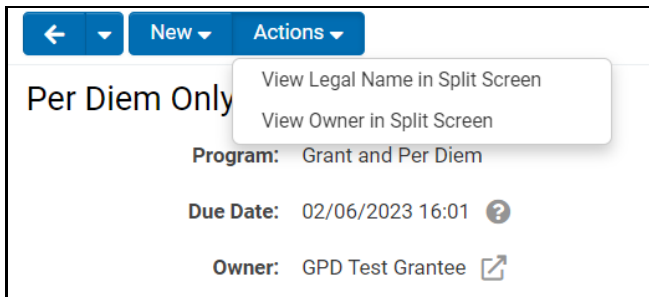 New Actions
View Legal Name in Split Screen
Per Diem Only
View Owner in Split Screen
Program: Grant and Per Diem
Due Date: 02/06/2023 16:01
Owner: GPD Test Grantee